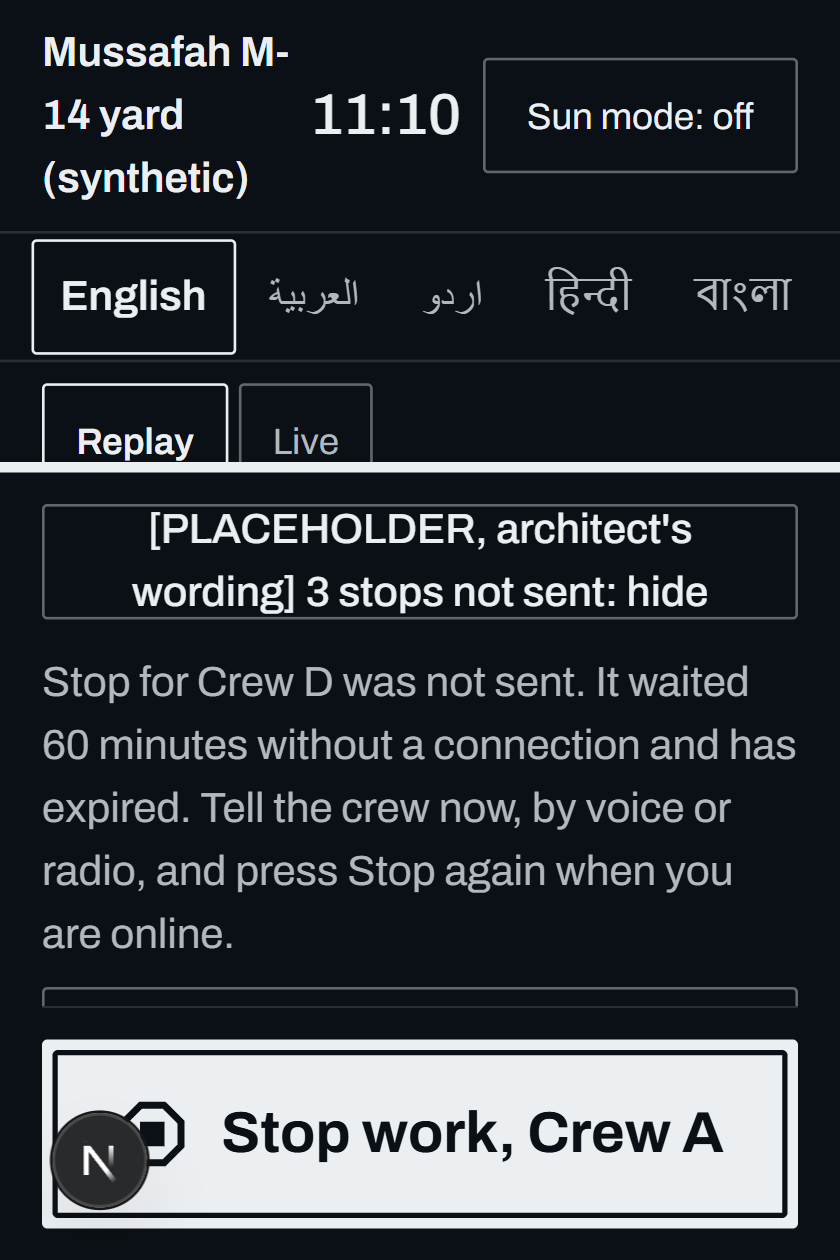 Mussafah M-
14 yard
(synthetic)
11:10
Sun mode: off
English
العربية
اردو
हिन्दी
বাংলা
Replay
Live
[PLACEHOLDER, architect's
wording] 3 stops not sent: hide
Stop for Crew D was not sent. It waited
60 minutes without a connection and has
expired. Tell the crew now, by voice or
radio, and press Stop again when you
are online.
Stop work, Crew A
N